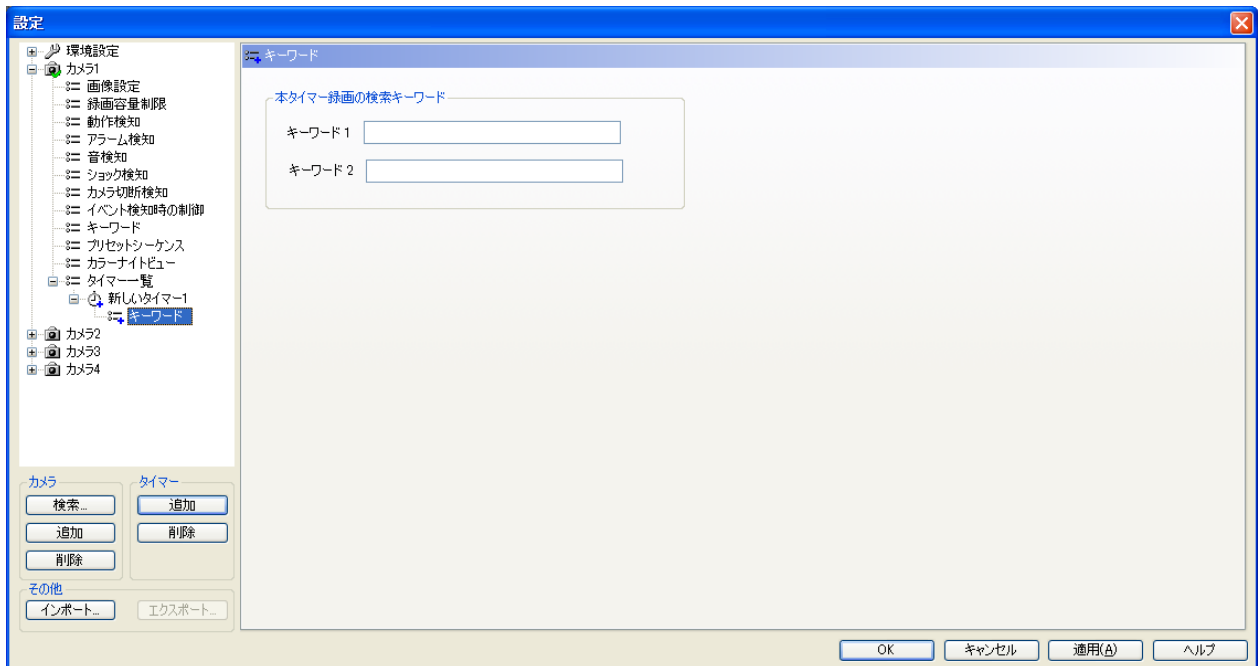 設定
環境設定
カメラ1
画像設定
録画容量制限
動作検知
アラーム検知
音検知
ショック検知
カメラ切断検知
イベント検知時の制御
キーワード
プリセットシーケンス
カラーナイトビュー
タイマー一覧
新しいタイマー1
キーワード
カメラ2
カメラ3
カメラ4
カメラ
検索...
追加
削除
タイマー
追加
削除
その他
インポート...
エクスポート...
キーワード
本タイマー録画の検索キーワード
キーワード 1
キーワード 2
OK
キャンセル
適用(A)
ヘルプ